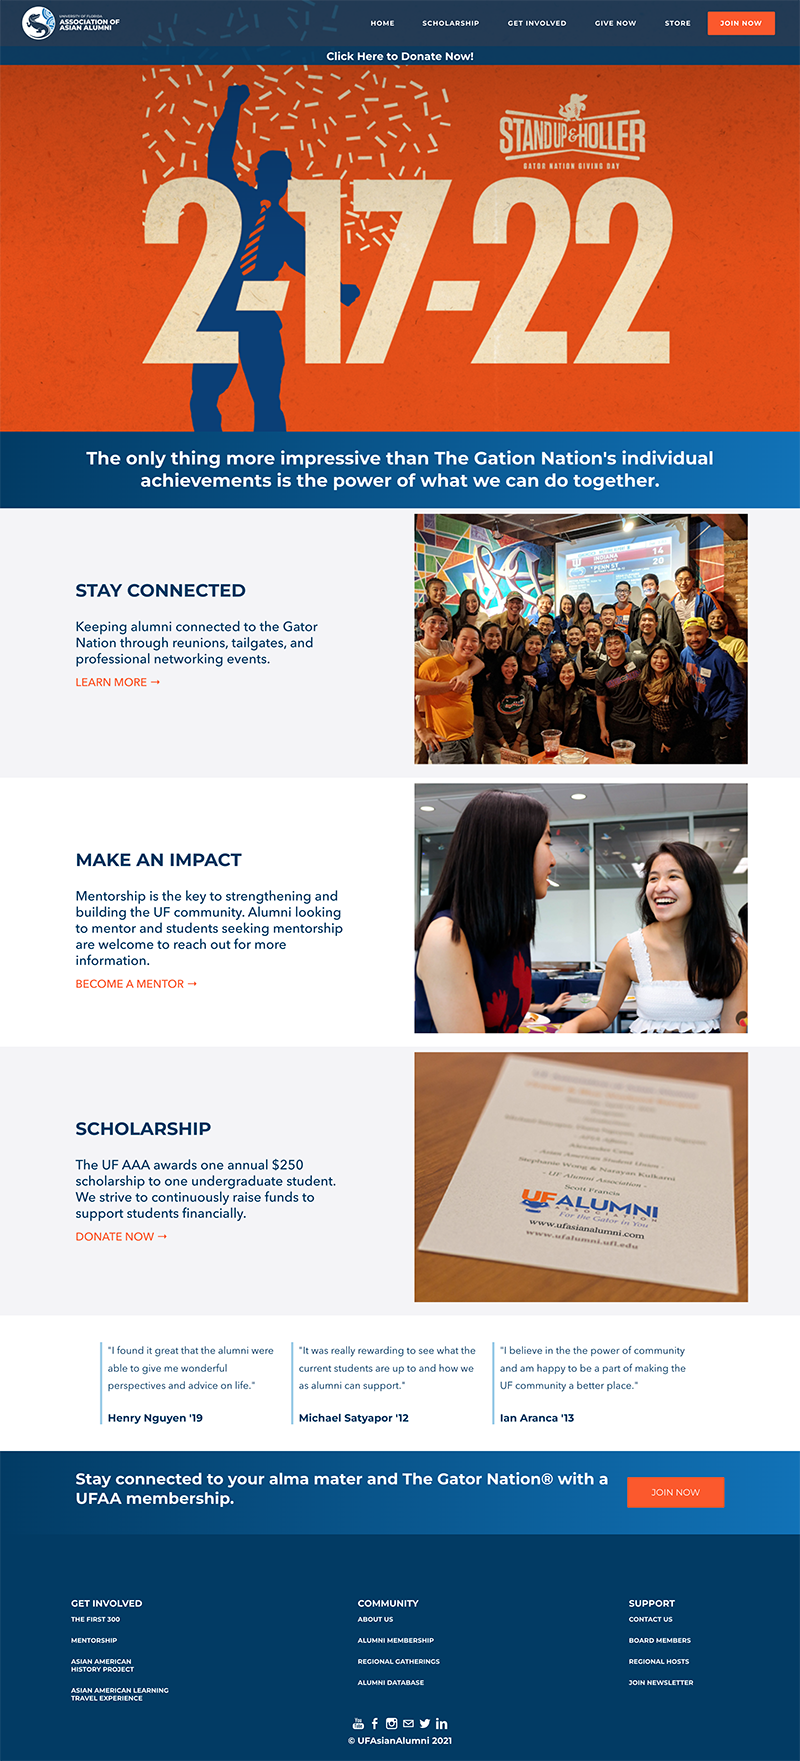 UNIVERSITY OF FLORIDA
ASSOCIATION OF
ASIAN ALUMNI
HOME
SCHOLARSHIP
GET INVOLVED
GIVE NOW
STORE
JOIN NOW
Click Here to Donate Now!
STAND UP & HOLLER
GATOR NATION GIVING DAY
2-17-22
The only thing more impressive than The Gation Nation's individual
achievements is the power of what we can do together.
STAY CONNECTED
Keeping alumni connected to the Gator
Nation through reunions, tailgates, and
professional networking events.
LEARN MORE →
INDIANA 14
PENN ST 20
MAKE AN IMPACT
Mentorship is the key to strengthening and
building the UF community. Alumni looking
to mentor and students seeking mentorship
are welcome to reach out for more
information.
BECOME A MENTOR →
SCHOLARSHIP
The UF AAA awards one annual $250
scholarship to one undergraduate student.
We strive to continuously raise funds to
support students financially.
DONATE NOW →
Alexander Cena
- Asian American Student Union -
Stephanie Wong & Narayan Kulkarni
- UF Alumni Association -
Scott Francis
UF ALUMNI
ASSOCIATION
For the Gator in You
www.ufasianalumni.com
www.ufalumni.ufl.edu
"I found it great that the alumni were
able to give me wonderful
perspectives and advice on life."
Henry Nguyen '19
"It was really rewarding to see what the
current students are up to and how we
as alumni can support."
Michael Satyapor '12
"I believe in the the power of community
and am happy to be a part of making the
UF community a better place."
Ian Aranca '13
Stay connected to your alma mater and The Gator Nation® with a
UFAA membership.
JOIN NOW
GET INVOLVED
THE FIRST 300
MENTORSHIP
ASIAN AMERICAN
HISTORY PROJECT
ASIAN AMERICAN LEARNING
TRAVEL EXPERIENCE
COMMUNITY
ABOUT US
ALUMNI MEMBERSHIP
REGIONAL GATHERINGS
ALUMNI DATABASE
SUPPORT
CONTACT US
BOARD MEMBERS
REGIONAL HOSTS
JOIN NEWSLETTER
© UFAsianAlumni 2021